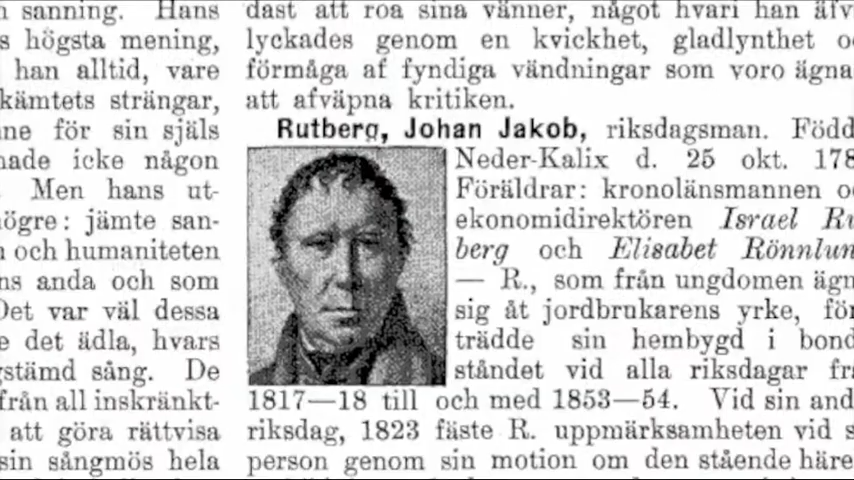 sanning. Hans
högsta mening,
han alltid, vare
kämtets strängar,
för sin själs
icke någon
Men hans ut-
ögre: jämte san-
och humaniteten
anda och som
Det var väl dessa
det ädla, hvars
sång. De
från all inskränkt-
att göra rättvisa
sin sångmös hela
dast att roa sina vänner, något hvari han äfv
lyckades genom en kvickhet, gladlynthet o
förmåga af fyndiga vändningar som voro ägna
att afväpna kritiken.
Rutberg, Johan Jakob, riksdagsman. Född
Neder-Kalix d. 25 okt. 178
Föräldrar: kronolänsmannen o
ekonomidirektören Israel Ru
berg och Elisabet Rönnlun
— R., som från ungdomen ägn
sig åt jordbrukarens yrke, för
trädde sin hembygd i bond
ståndet vid alla riksdagar fr
1817—18 till och med 1853—54. Vid sin and
riksdag, 1823 fäste R. uppmärksamheten vid s
person genom sin motion om den stående häre